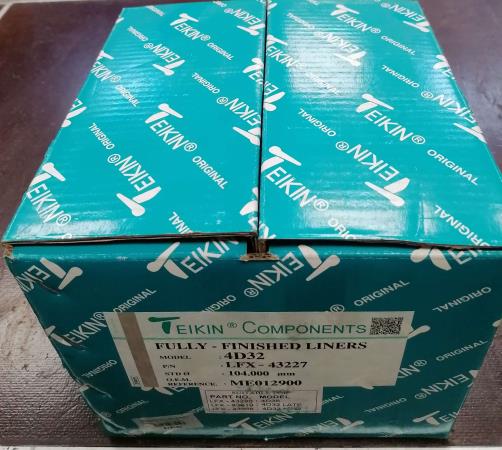 TEIKIN®
ORIGINAL
TEIKIN® COMPONENTS
FULLY - FINISHED LINERS
MODEL : 4D32
P/N : LFX - 43227
STD Ø : 104.000 mm
O.E.M.
REFERENCE. : ME012900
PART NO. MODEL